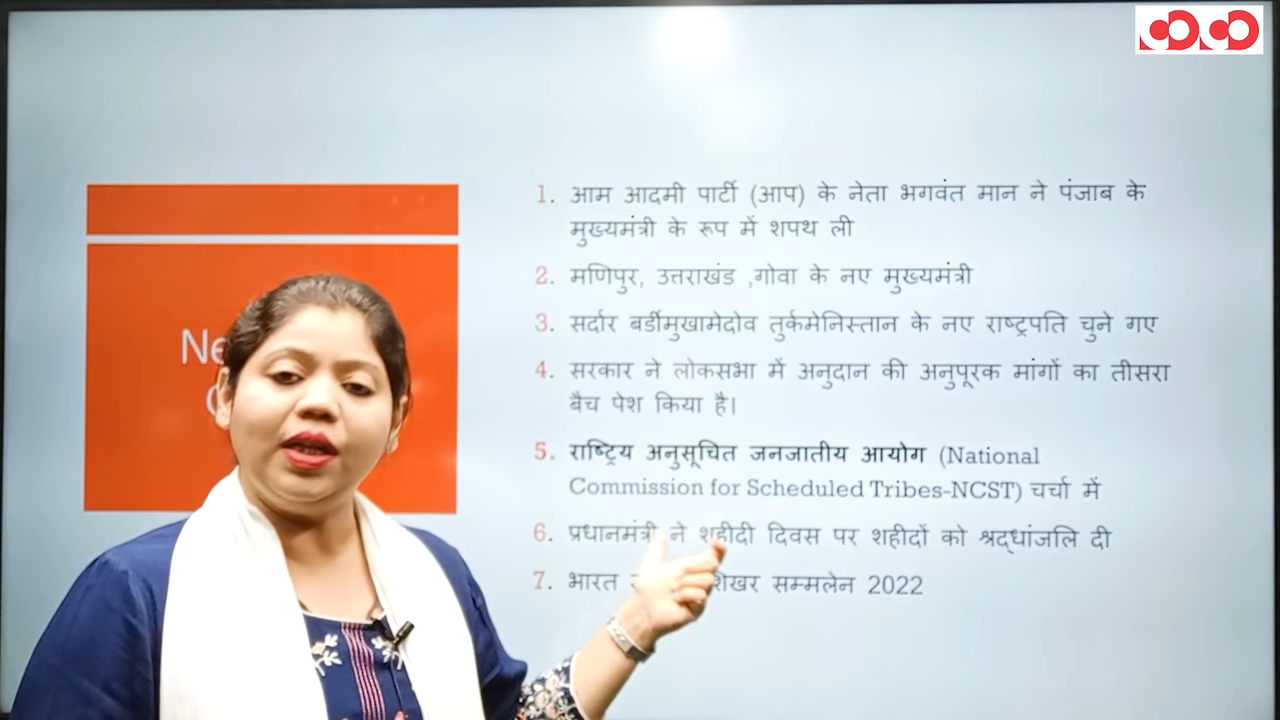 Ne
1. आम आदमी पार्टी (आप) के नेता भगवंत मान ने पंजाब के
मुख्यमंत्री के रूप में शपथ ली
2. मणिपुर, उत्तराखंड ,गोवा के नए मुख्यमंत्री
3. सर्दार बर्डीमुखामेदोव तुर्कमेनिस्तान के नए राष्ट्रपति चुने गए
4. सरकार ने लोकसभा में अनुदान की अनुपूरक मांगों का तीसरा
बैच पेश किया है।
5. राष्ट्रिय अनुसूचित जनजातीय आयोग (National
Commission for Scheduled Tribes-NCST) चर्चा में
6. प्रधानमंत्री ने शहीदी दिवस पर शहीदों को श्रद्धांजलि दी
7. भारत शिखर सम्मलेन 2022